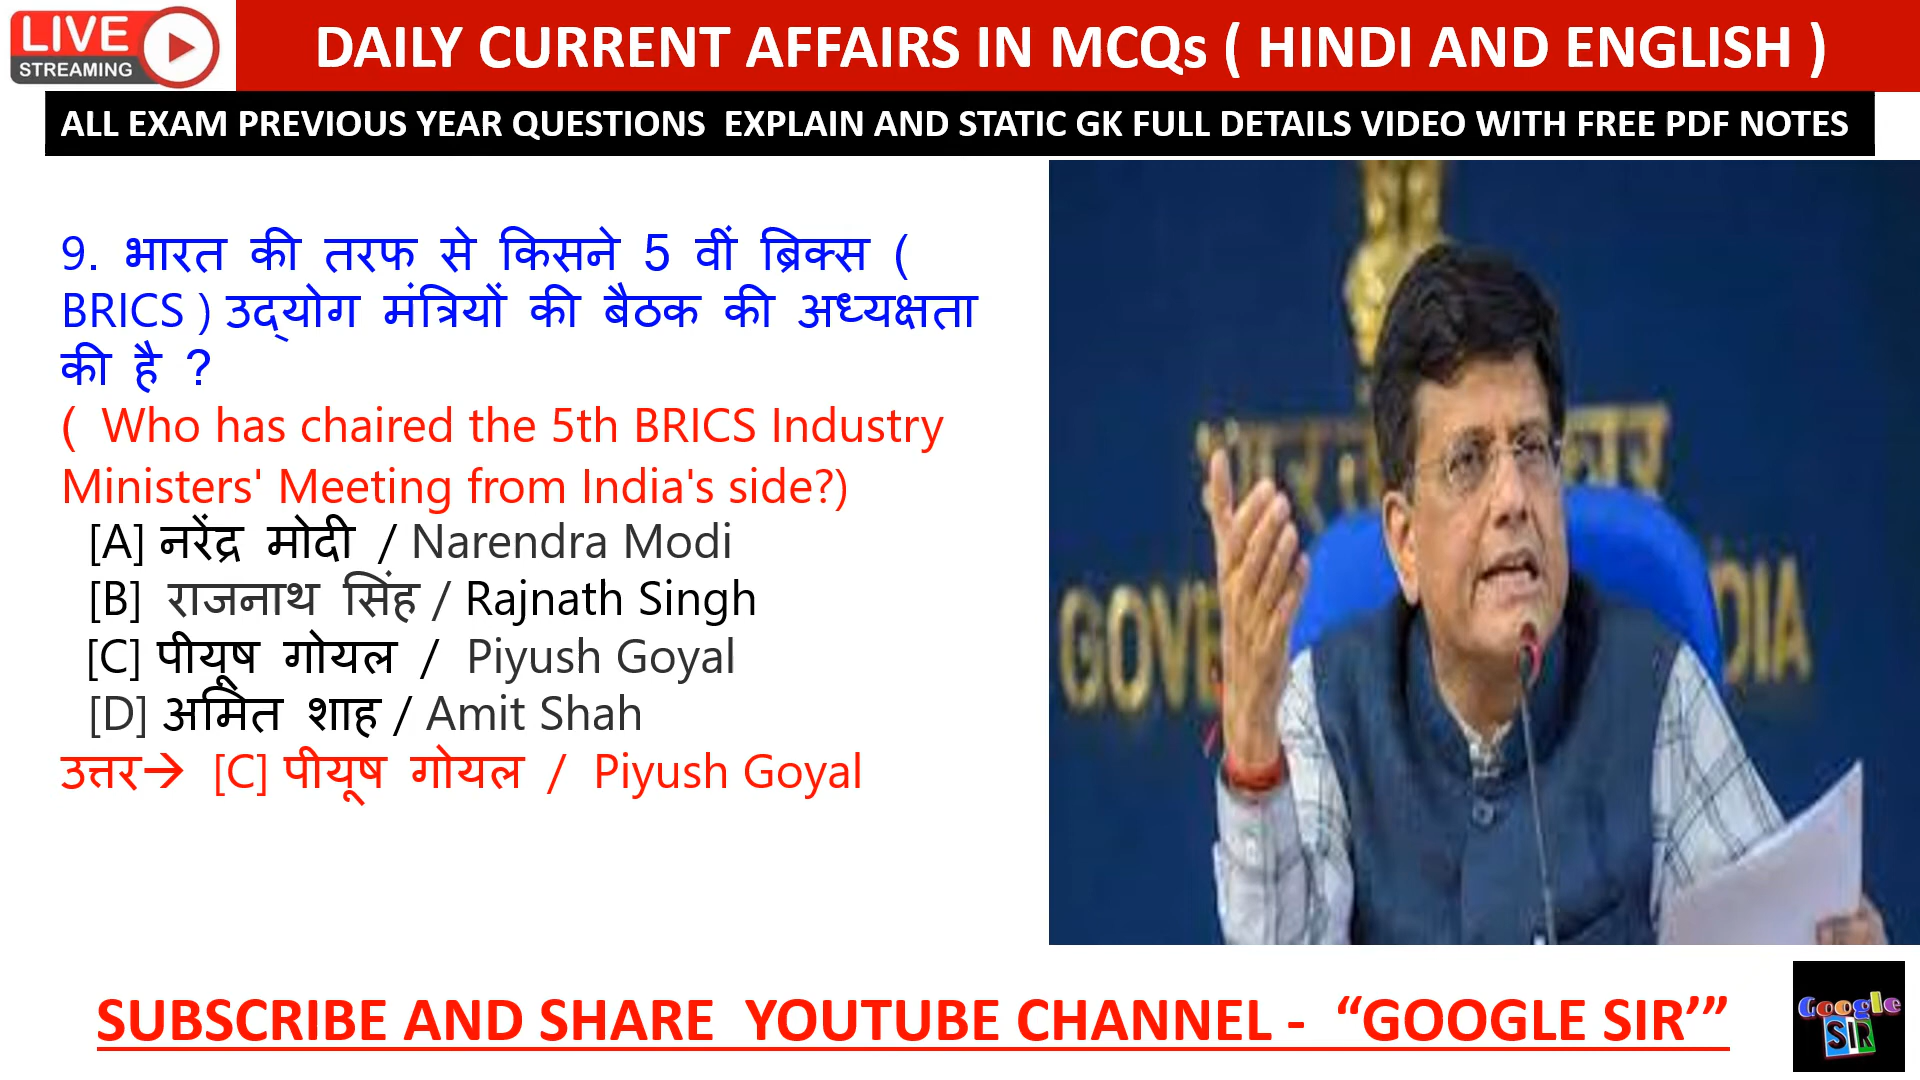 LIVE
STREAMING
DAILY CURRENT AFFAIRS IN MCQs ( HINDI AND ENGLISH )
ALL EXAM PREVIOUS YEAR QUESTIONS EXPLAIN AND STATIC GK FULL DETAILS VIDEO WITH FREE PDF NOTES
9. भारत की तरफ से किसने 5 वीं ब्रिक्स (
BRICS ) उद्योग मंत्रियों की बैठक की अध्यक्षता
की है ?
( Who has chaired the 5th BRICS Industry
Ministers' Meeting from India's side?)
[A] नरेंद्र मोदी / Narendra Modi
[B] राजनाथ सिंह / Rajnath Singh
[C] पीयूष गोयल / Piyush Goyal
[D] अमित शाह / Amit Shah
उत्तर→ [C] पीयूष गोयल / Piyush Goyal
SUBSCRIBE AND SHARE YOUTUBE CHANNEL - “GOOGLE SIR’”
Google
SIR